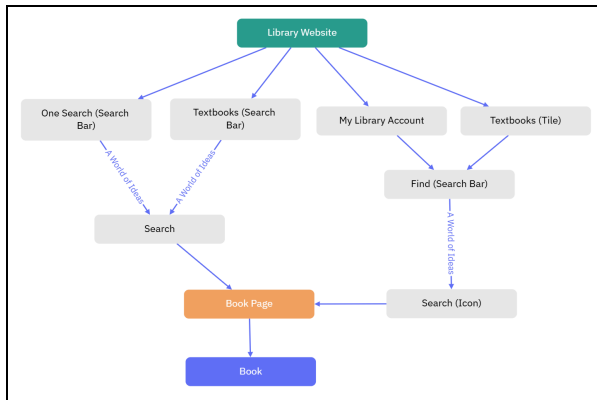 Library Website
One Search (Search
Bar)
Textbooks (Search
Bar)
My Library Account
Textbooks (Tile)
A World of Ideas
A World of Ideas
Find (Search Bar)
A World of Ideas
Search
Book Page
Search (Icon)
Book